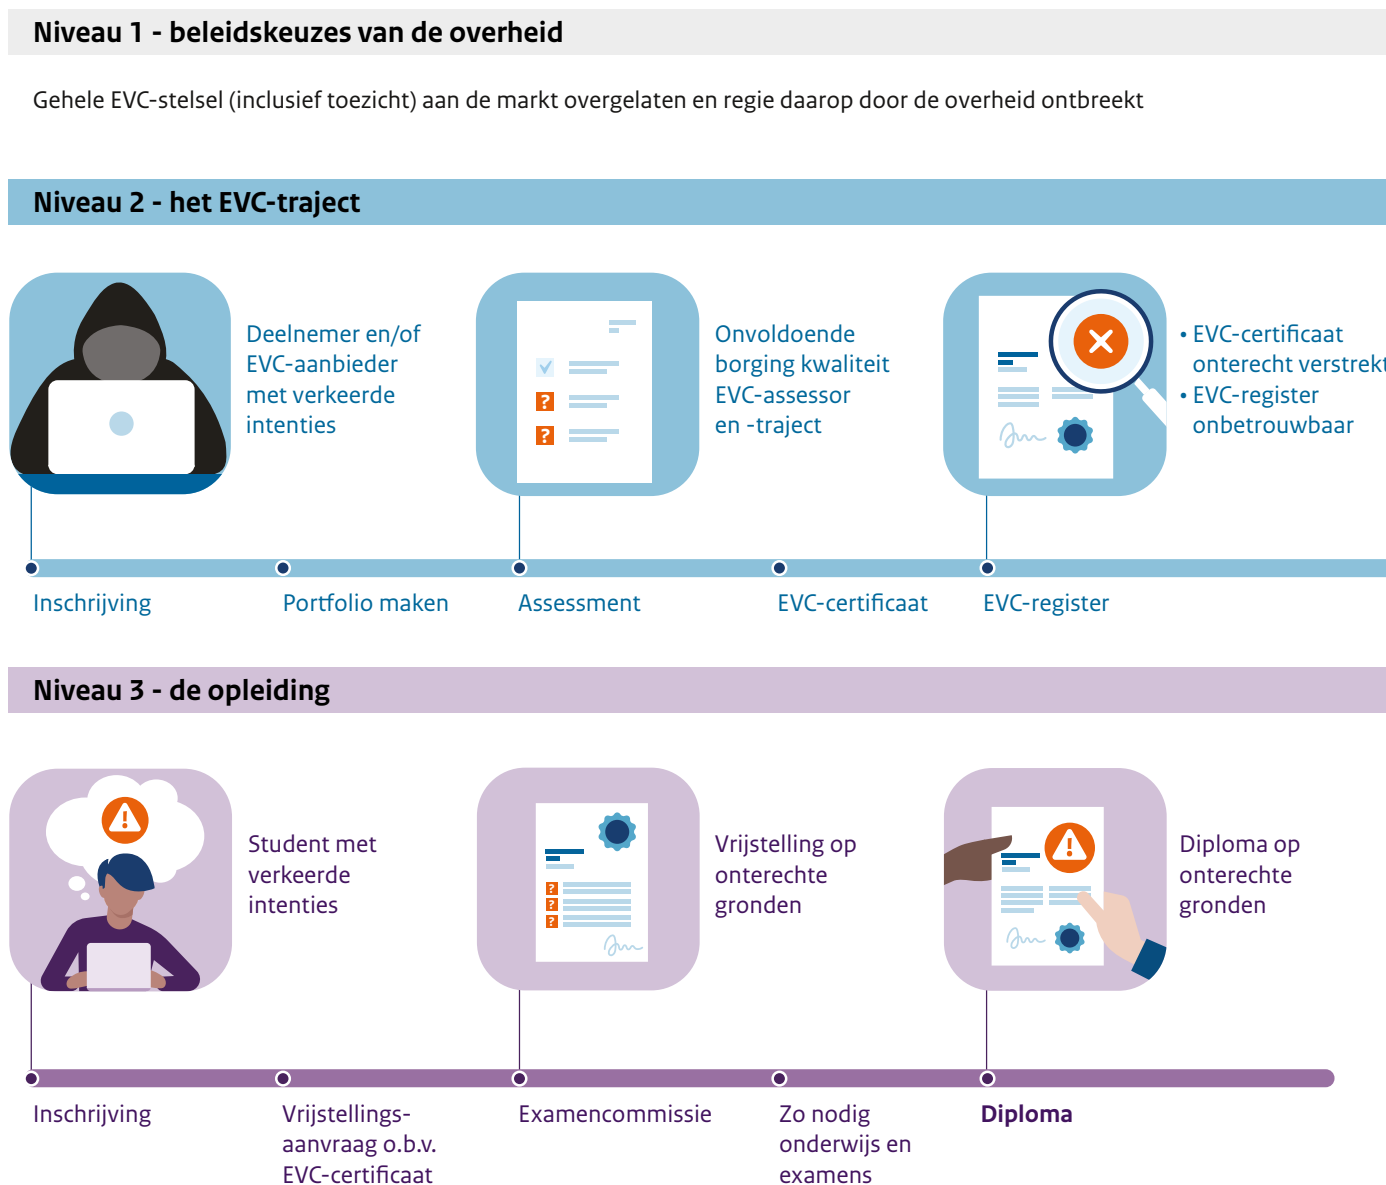 Niveau 1 - beleidskeuzes van de overheid
Gehele EVC-stelsel (inclusief toezicht) aan de markt overgelaten en regie daarop door de overheid ontbreekt
Niveau 2 - het EVC-traject
Deelnemer en/of
EVC-aanbieder
met verkeerde
intenties
?
?
Onvoldoende
borging kwaliteit
EVC-assessor
en -traject
• EVC-certificaat
onterecht verstrekt
• EVC-register
onbetrouwbaar
Inschrijving
Portfolio maken
Assessment
EVC-certificaat
EVC-register
Niveau 3 - de opleiding
!
Student met
verkeerde
intenties
?
?
?
Vrijstelling op
onterechte
gronden
!
Diploma op
onterechte
gronden
Inschrijving
Vrijstellings-
aanvraag o.b.v.
EVC-certificaat
Examencommissie
Zo nodig
onderwijs en
examens
Diploma